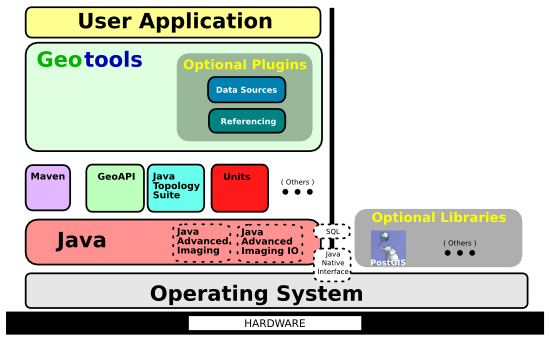 User Application
Geotools
Optional Plugins
Data Sources
Referencing
Maven
GeoAPI
Java
Topology
Suite
Units
( Others )
Java
Java
Advanced
Imaging
Java
Advanced
Imaging IO
SQL
Java
Native
Interface
Optional Libraries
PostGIS
( Others )
Operating System
HARDWARE